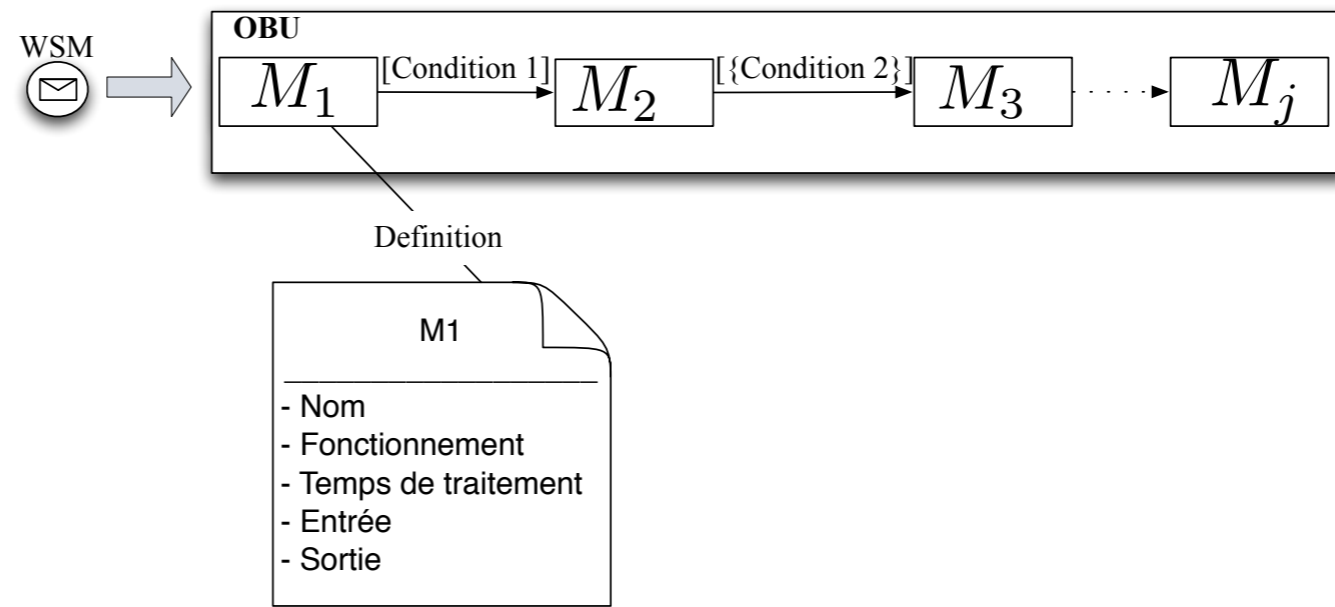 WSM
OBU
M1 [Condition 1] M2 [{Condition 2}] M3 Mj
Definition
M1
- Nom
- Fonctionnement
- Temps de traitement
- Entrée
- Sortie